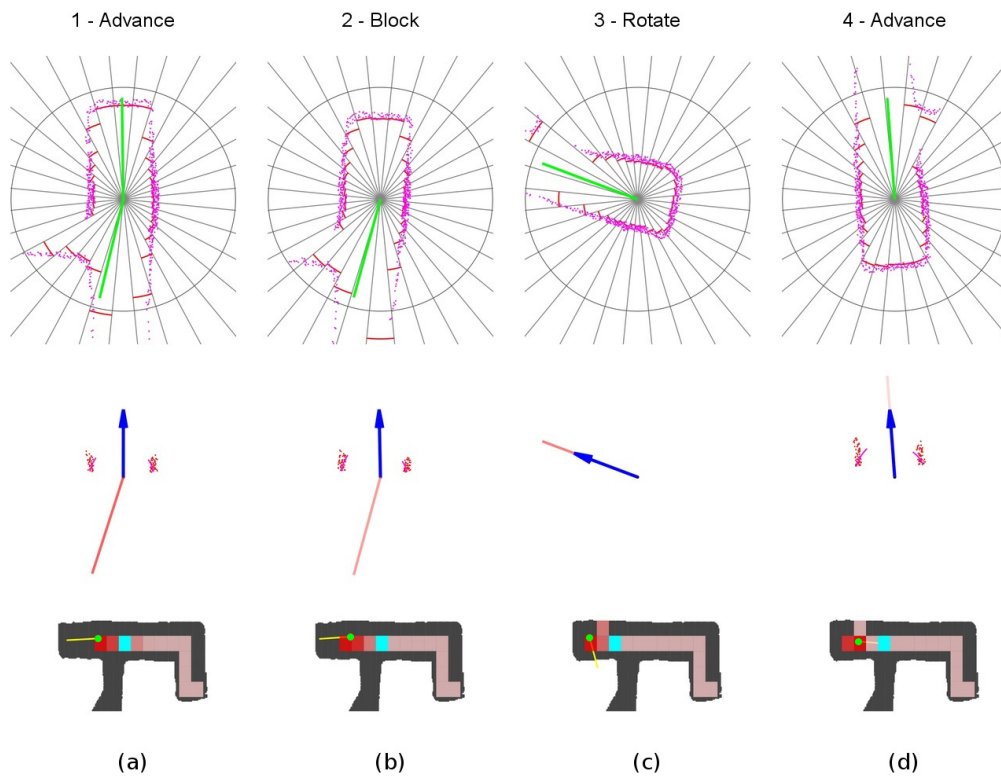 1 - Advance
2 - Block
3 - Rotate
4 - Advance
(a)
(b)
(c)
(d)